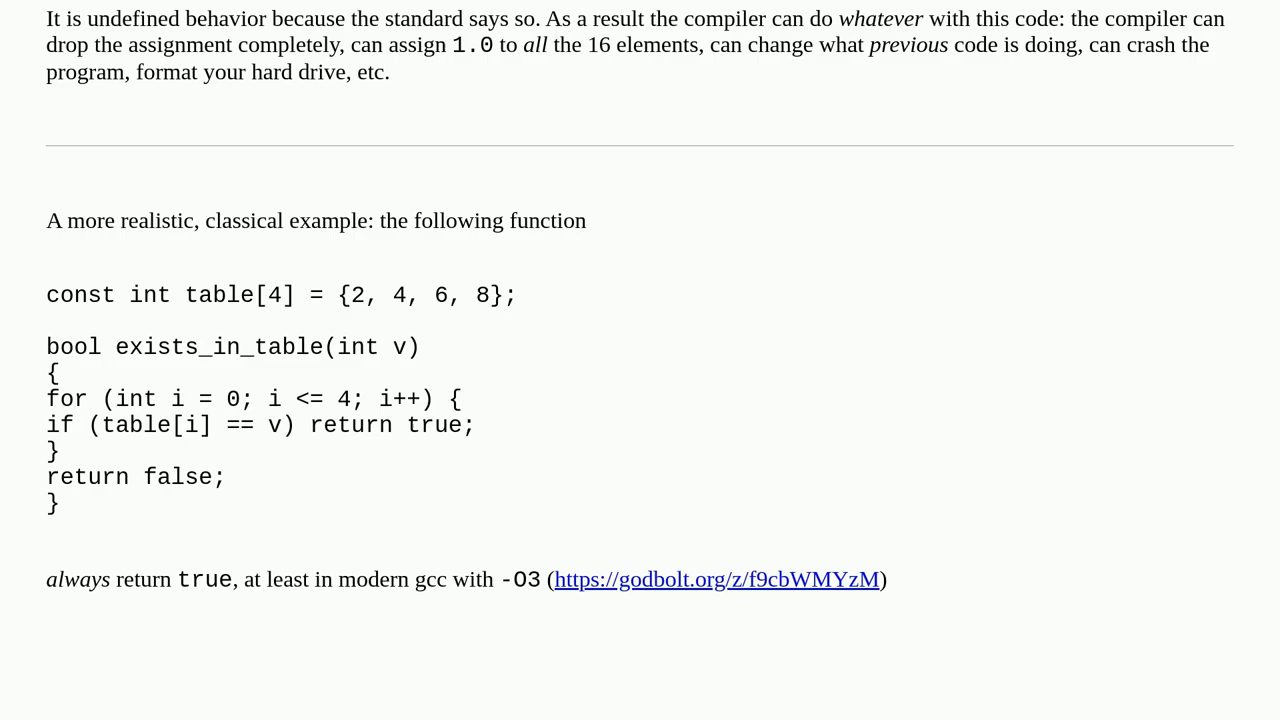 It is undefined behavior because the standard says so. As a result the compiler can do whatever with this code: the compiler can
drop the assignment completely, can assign 1.0 to all the 16 elements, can change what previous code is doing, can crash the
program, format your hard drive, etc.
A more realistic, classical example: the following function
const int table[4] = {2, 4, 6, 8};
bool exists_in_table(int v)
{
for (int i = 0; i <= 4; i++) {
if (table[i] == v) return true;
}
return false;
}
always return true, at least in modern gcc with -O3 (https://godbolt.org/z/f9cbWMYzM)